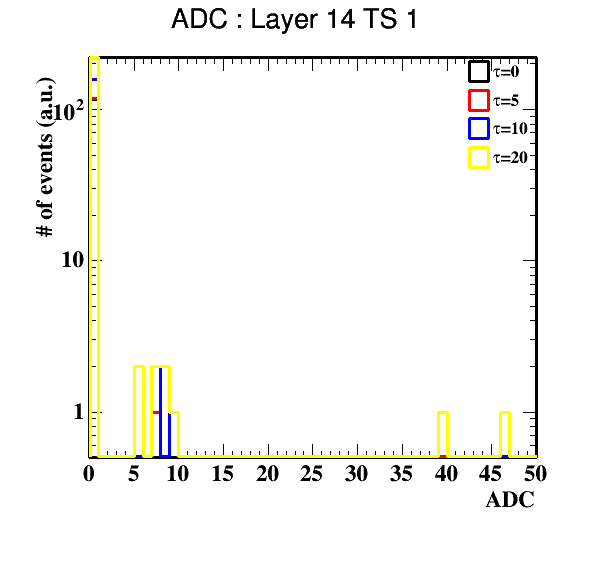 ADC : Layer 14 TS 1
# of events (a.u.)
10²
10
1
τ=0
τ=5
τ=10
τ=20
0 5 10 15 20 25 30 35 40 45 50
ADC